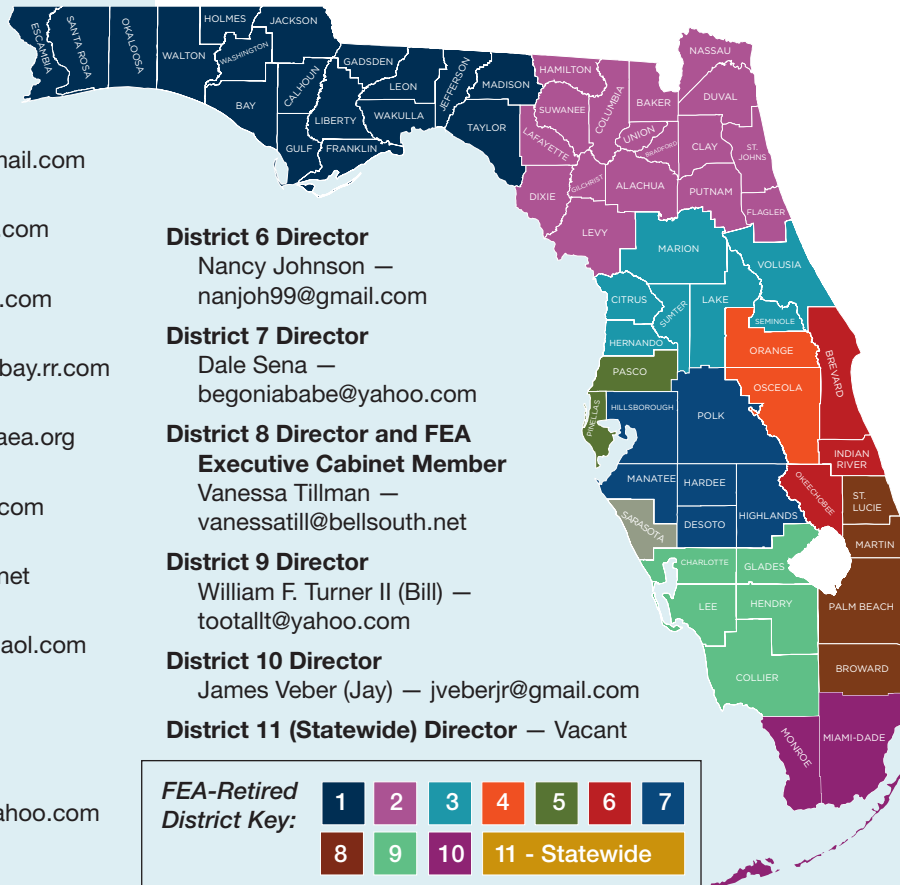 ESCAMBIA
SANTA ROSA
OKALOOSA
WALTON
HOLMES
WASHINGTON
JACKSON
BAY
CALHOUN
GULF
LIBERTY
FRANKLIN
GADSDEN
LEON
WAKULLA
JEFFERSON
MADISON
TAYLOR
HAMILTON
SUWANEE
LAFAYETTE
DIXIE
COLUMBIA
BAKER
UNION
BRADFORD
GILCHRIST
ALACHUA
LEVY
NASSAU
DUVAL
CLAY
ST.
JOHNS
PUTNAM
FLAGLER
MARION
VOLUSIA
CITRUS
SUMTER
LAKE
SEMINOLE
HERNANDO
ORANGE
OSCEOLA
BREVARD
PASCO
PINELLAS
HILLSBOROUGH
POLK
INDIAN
RIVER
MANATEE
HARDEE
HIGHLANDS
OKEECHOBEE
ST.
LUCIE
SARASOTA
DESOTO
MARTIN
CHARLOTTE
GLADES
LEE
HENDRY
PALM BEACH
COLLIER
BROWARD
MONROE
MIAMI-DADE
nail.com
.com
.com
bay.rr.com
aea.org
com
net
aol.com
ahoo.com
District 6 Director
Nancy Johnson —
nanjoh99@gmail.com
District 7 Director
Dale Sena —
begoniababe@yahoo.com
District 8 Director and FEA
Executive Cabinet Member
Vanessa Tillman —
vanessatill@bellsouth.net
District 9 Director
William F. Turner II (Bill) —
tootallt@yahoo.com
District 10 Director
James Veber (Jay) — jveberjr@gmail.com
District 11 (Statewide) Director — Vacant
FEA-Retired
District Key:
1 2 3 4 5 6 7
8 9 10 11 - Statewide